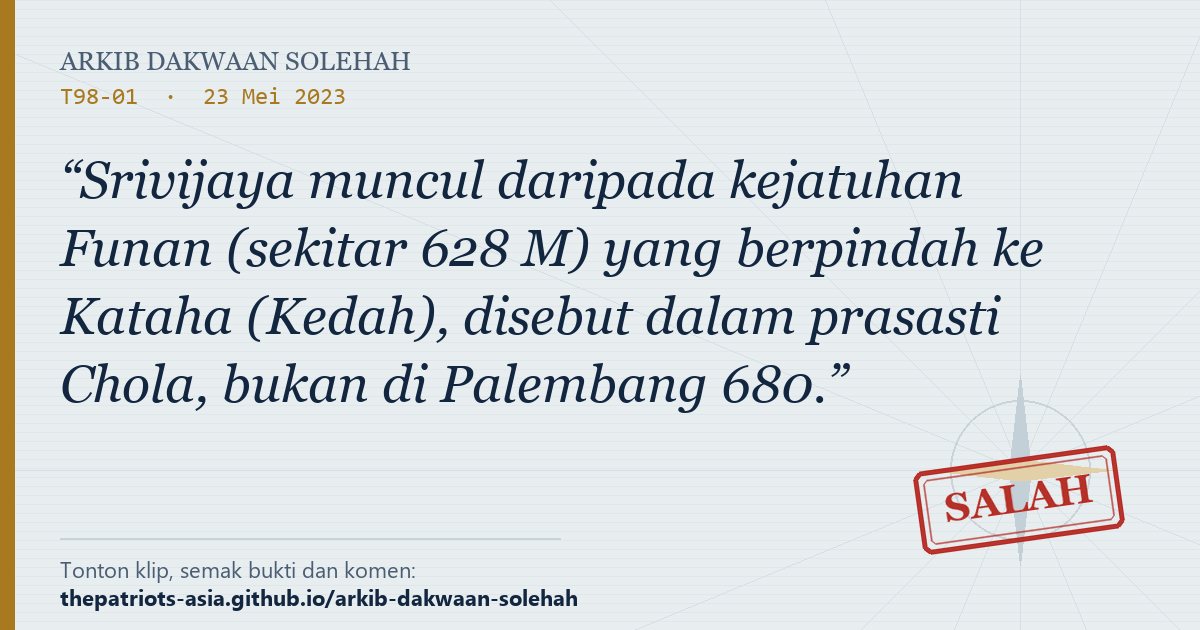 ARKIB DAKWAAN SOLEHAH
T98-01 · 23 Mei 2023
“Srivijaya muncul daripada kejatuhan
Funan (sekitar 628 M) yang berpindah ke
Kataha (Kedah), disebut dalam prasasti
Chola, bukan di Palembang 680.”
SALAH
Tonton klip, semak bukti dan komen:
thepatriots-asia.github.io/arkib-dakwaan-solehah